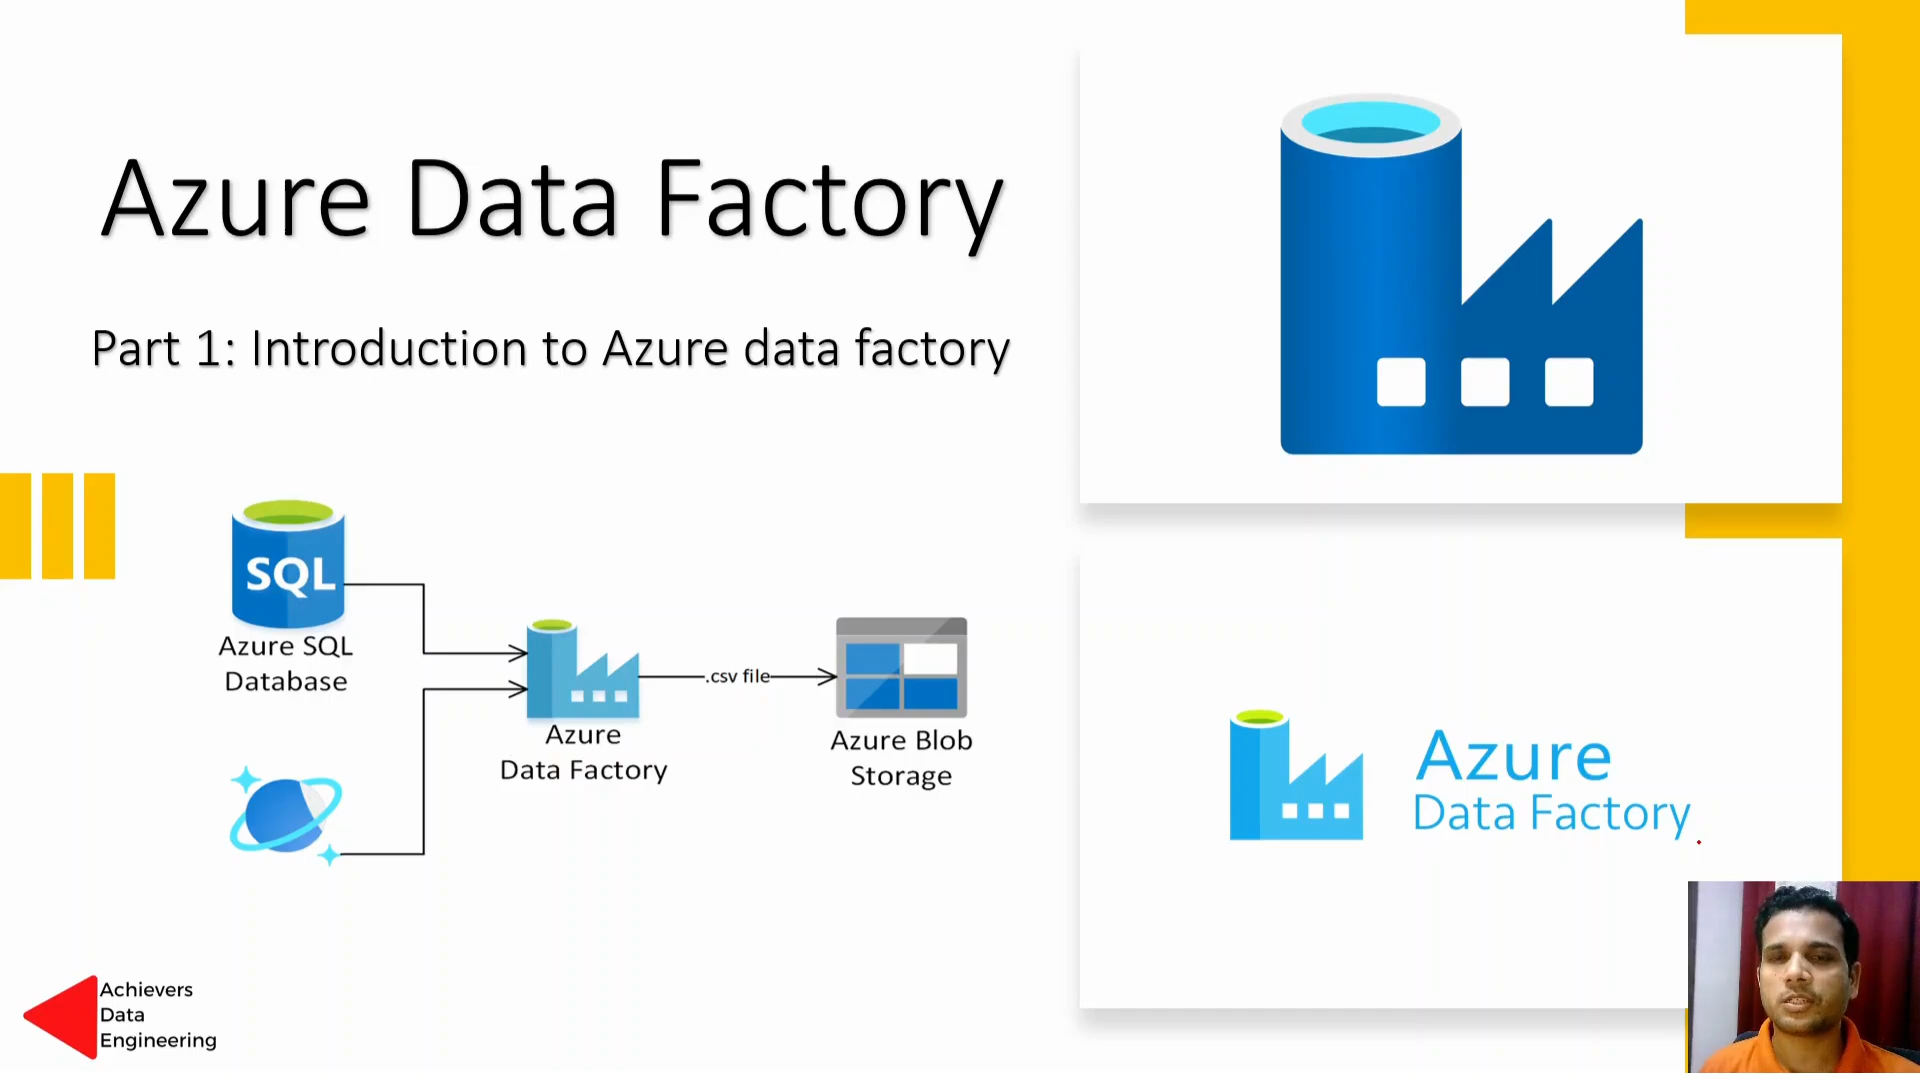 Azure Data Factory
Part 1: Introduction to Azure data factory
SQL
Azure SQL
Database
Azure
Data Factory
.csv file
Azure Blob
Storage
Azure
Data Factory
Achievers
Data
Engineering